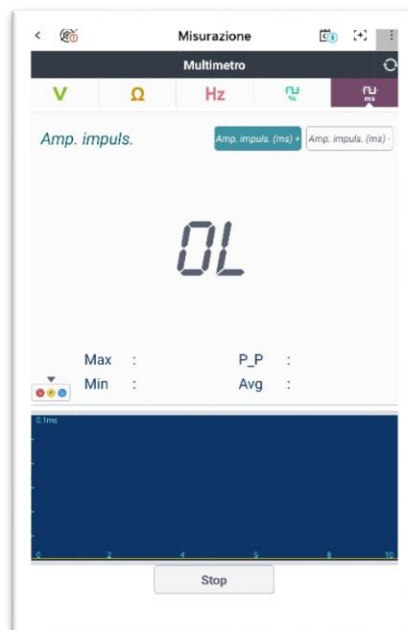 Misurazione
Multimetro
V Ω Hz % ms
Amp. impuls. Amp. impuls. (ms) + Amp. impuls. (ms) -
OL
Max : P_P :
Min : Avg :
0.1ms
0 2 4 5 8 10
Stop